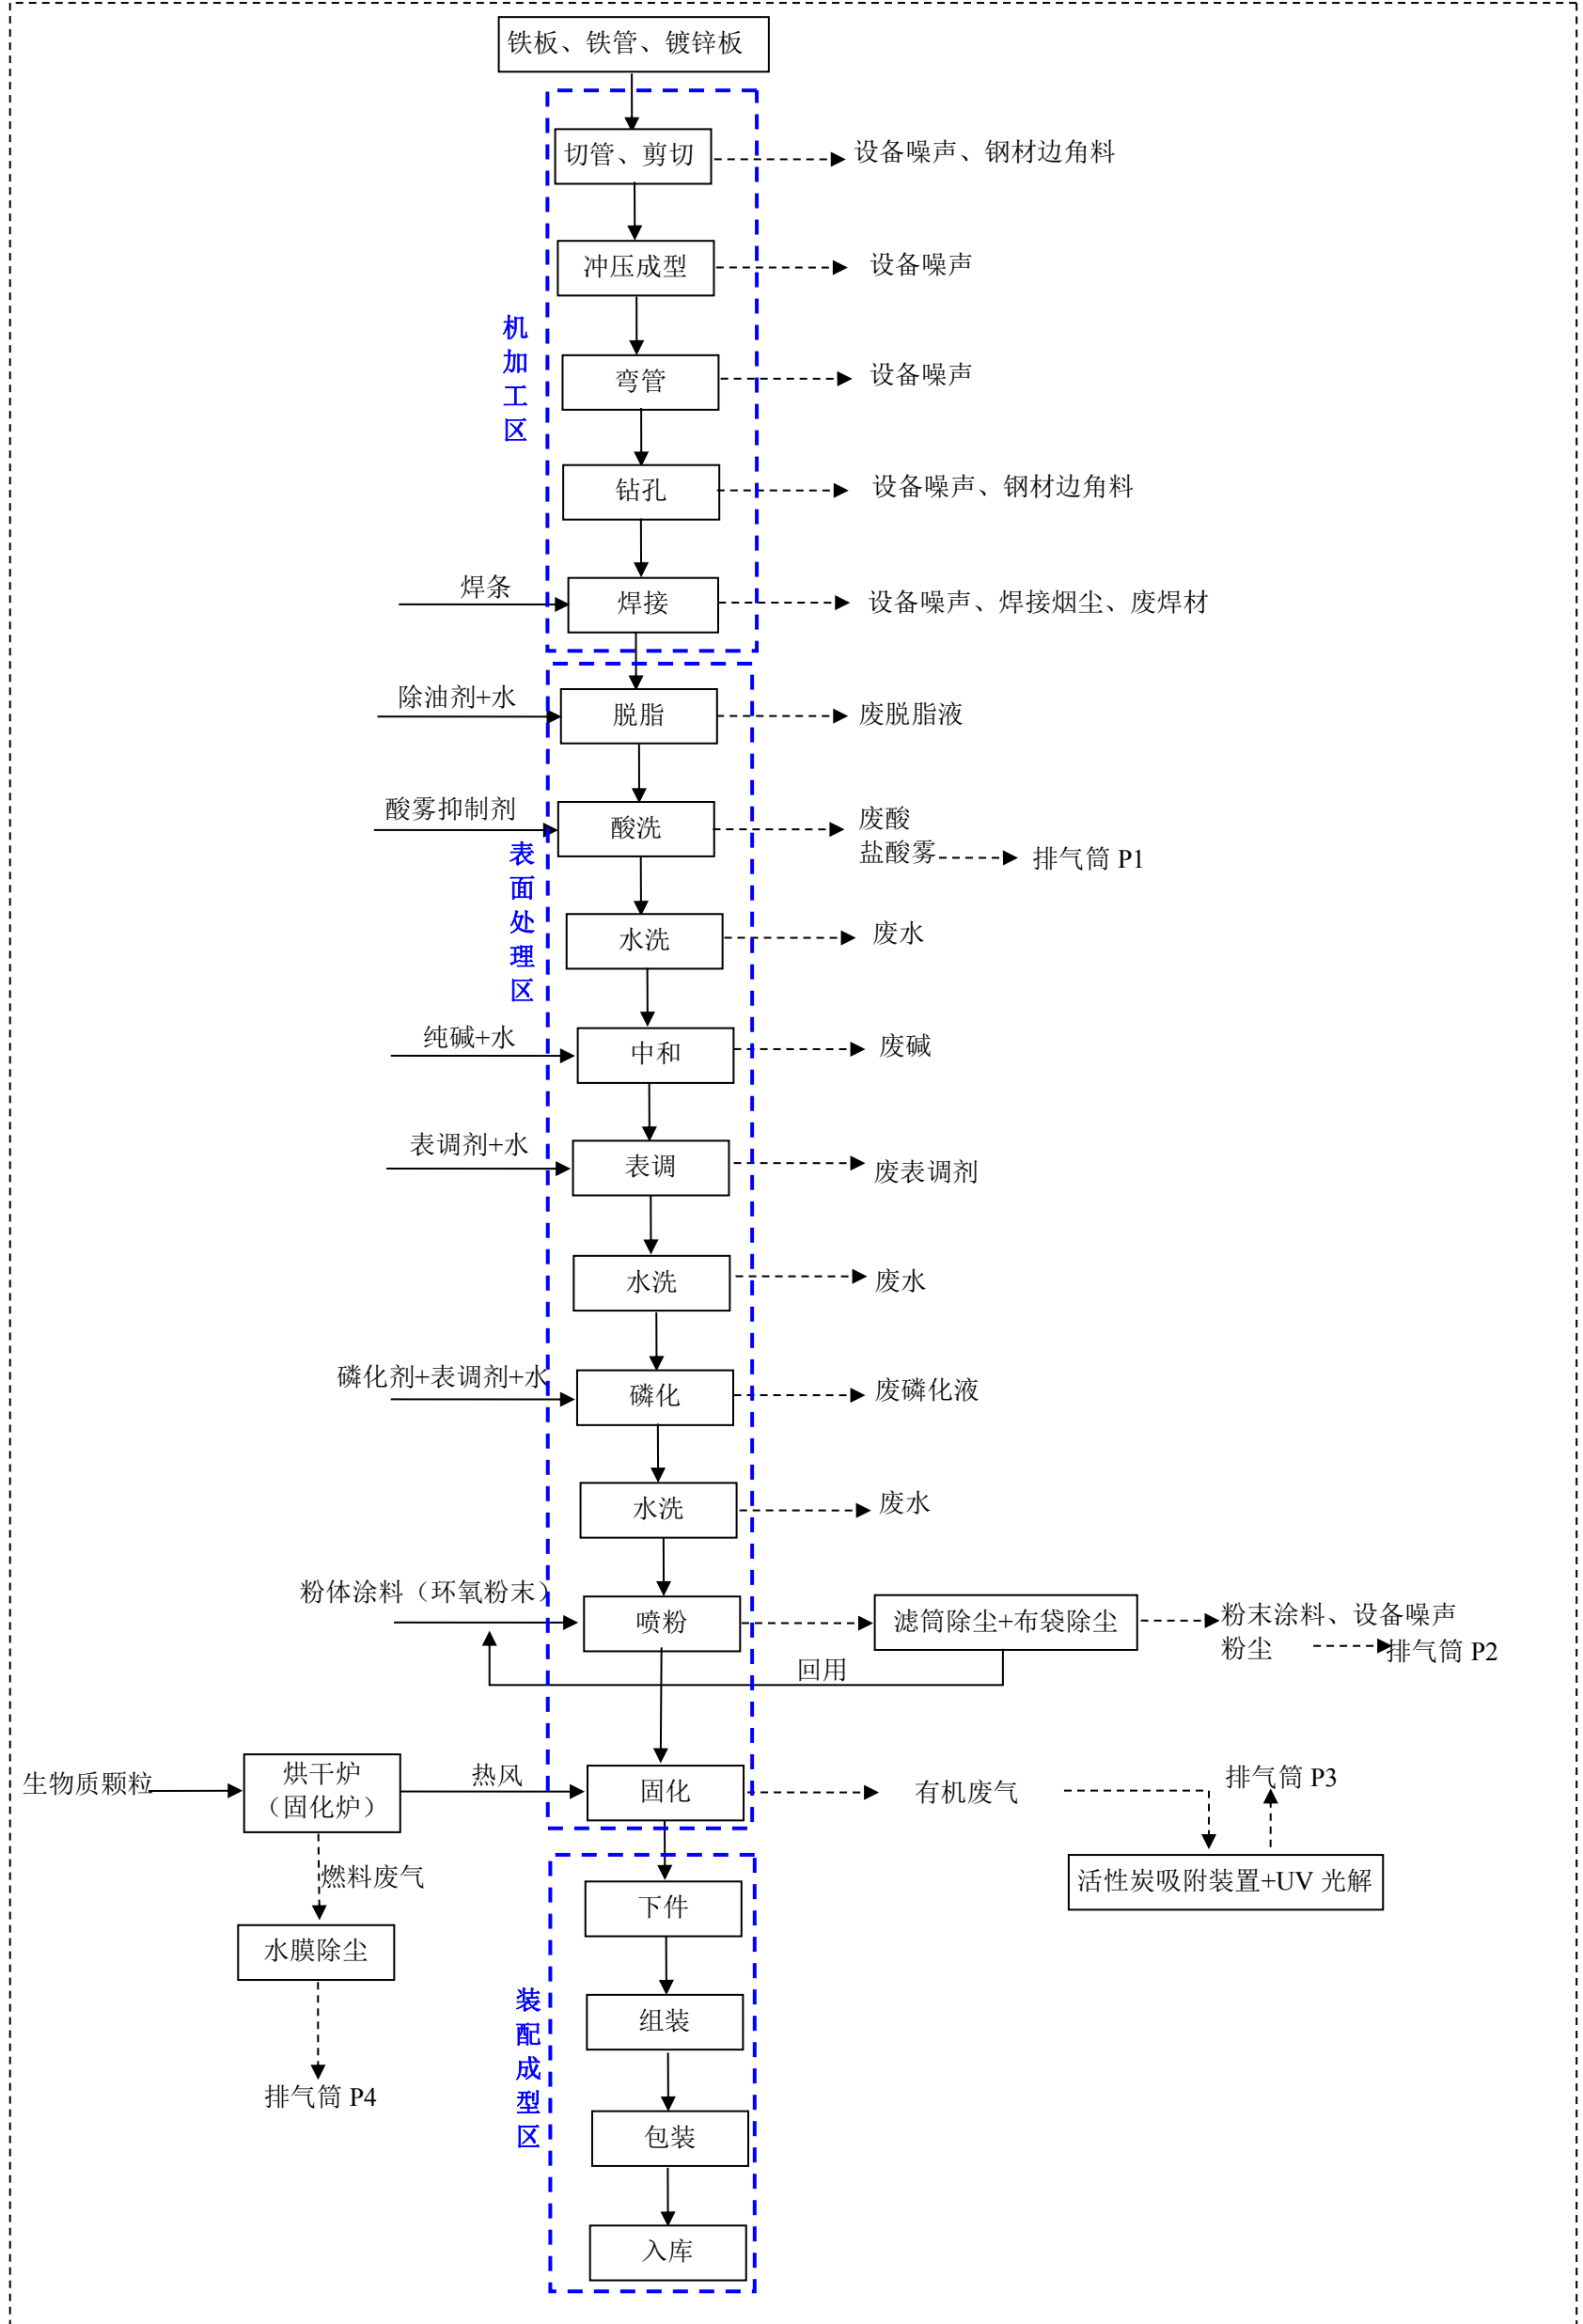 铁板、铁管、镀锌板
切管、剪切
设备噪声、钢材边角料
冲压成型
设备噪声
机加工区
弯管
设备噪声
钻孔
设备噪声、钢材边角料
焊条
焊接
设备噪声、焊接烟尘、废焊材
除油剂+水
脱脂
废脱脂液
酸雾抑制剂
酸洗
废酸
盐酸雾
排气筒 P1
表面处理区
水洗
废水
纯碱+水
中和
废碱
表调剂+水
表调
废表调剂
水洗
废水
磷化剂+表调剂+水
磷化
废磷化液
水洗
废水
粉体涂料（环氧粉末）
喷粉
滤筒除尘+布袋除尘
粉末涂料、设备噪声
粉尘
排气筒 P2
回用
生物质颗粒
烘干炉
（固化炉）
热风
固化
有机废气
排气筒 P3
燃料废气
活性炭吸附装置+UV 光解
下件
水膜除尘
装配成型区
组装
排气筒 P4
包装
入库